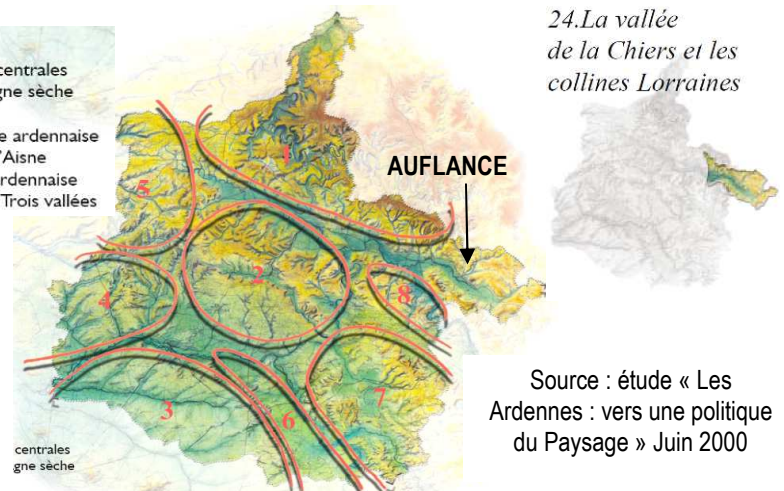 centrales
gne sèche
e ardennaise
'Aisne
rdennaise
Trois vallées
24.La vallée
de la Chiers et les
collines Lorraines
AUFLANCE
1
5
2
8
4
3
6
7
Source : étude « Les
Ardennes : vers une politique
du Paysage » Juin 2000
centrales
gne sèche